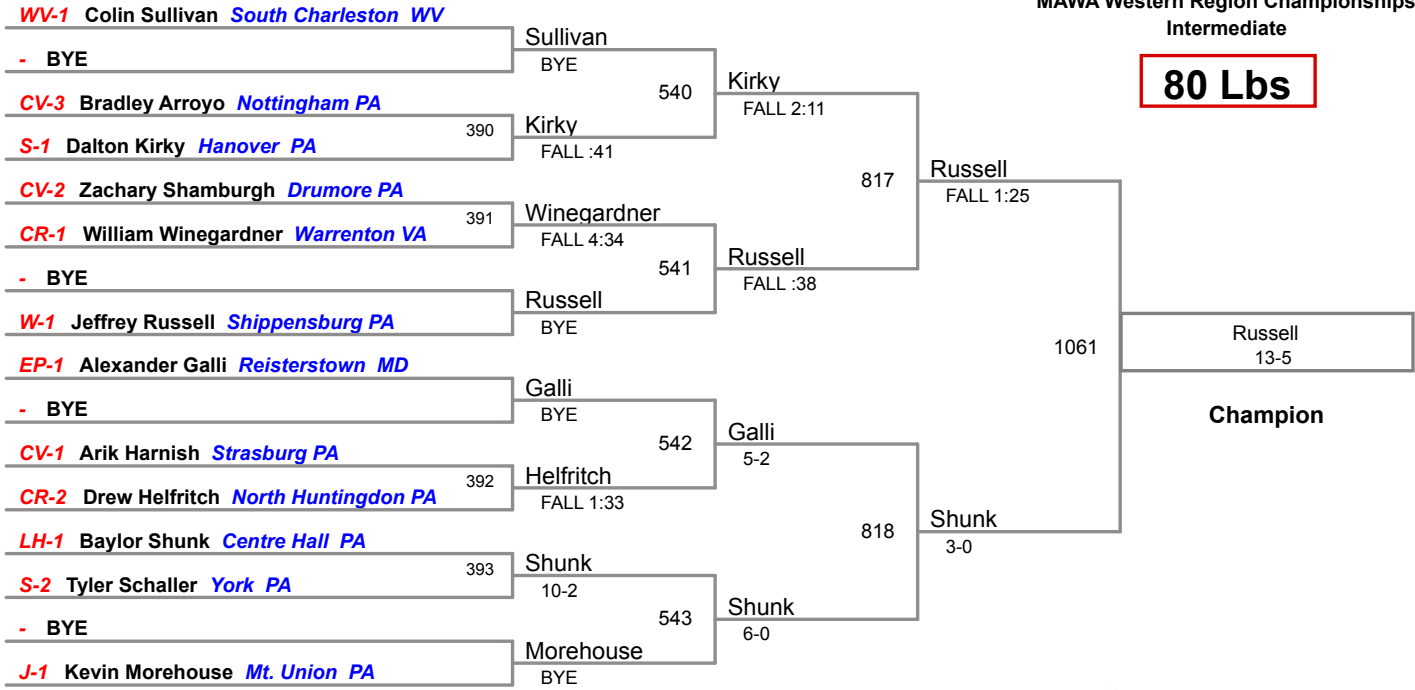 MAWA Western Region Championships
Intermediate
80 Lbs
WV-1 Colin Sullivan South Charleston WV
- BYE
CV-3 Bradley Arroyo Nottingham PA
S-1 Dalton Kirky Hanover PA
CV-2 Zachary Shamburgh Drumore PA
CR-1 William Winegardner Warrenton VA
- BYE
W-1 Jeffrey Russell Shippensburg PA
EP-1 Alexander Galli Reisterstown MD
- BYE
CV-1 Arik Harnish Strasburg PA
CR-2 Drew Helfritch North Huntingdon PA
LH-1 Baylor Shunk Centre Hall PA
S-2 Tyler Schaller York PA
- BYE
J-1 Kevin Morehouse Mt. Union PA
390
391
392
393
Sullivan
BYE
Kirky
FALL :41
Winegardner
FALL 4:34
Russell
BYE
Galli
BYE
Helfritch
FALL 1:33
Shunk
10-2
Morehouse
BYE
540
541
542
543
Kirky
FALL 2:11
Russell
FALL :38
Galli
5-2
Shunk
6-0
817
818
Russell
FALL 1:25
Shunk
3-0
1061
Russell
13-5
Champion